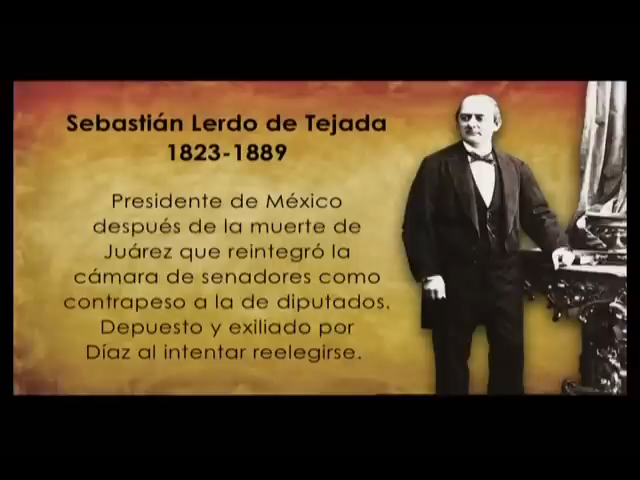 Sebastián Lerdo de Tejada
1823-1889
Presidente de México
después de la muerte de
Juárez que reintegró la
cámara de senadores como
contrapeso a la de diputados.
Depuesto y exiliado por
Díaz al intentar reelegirse.